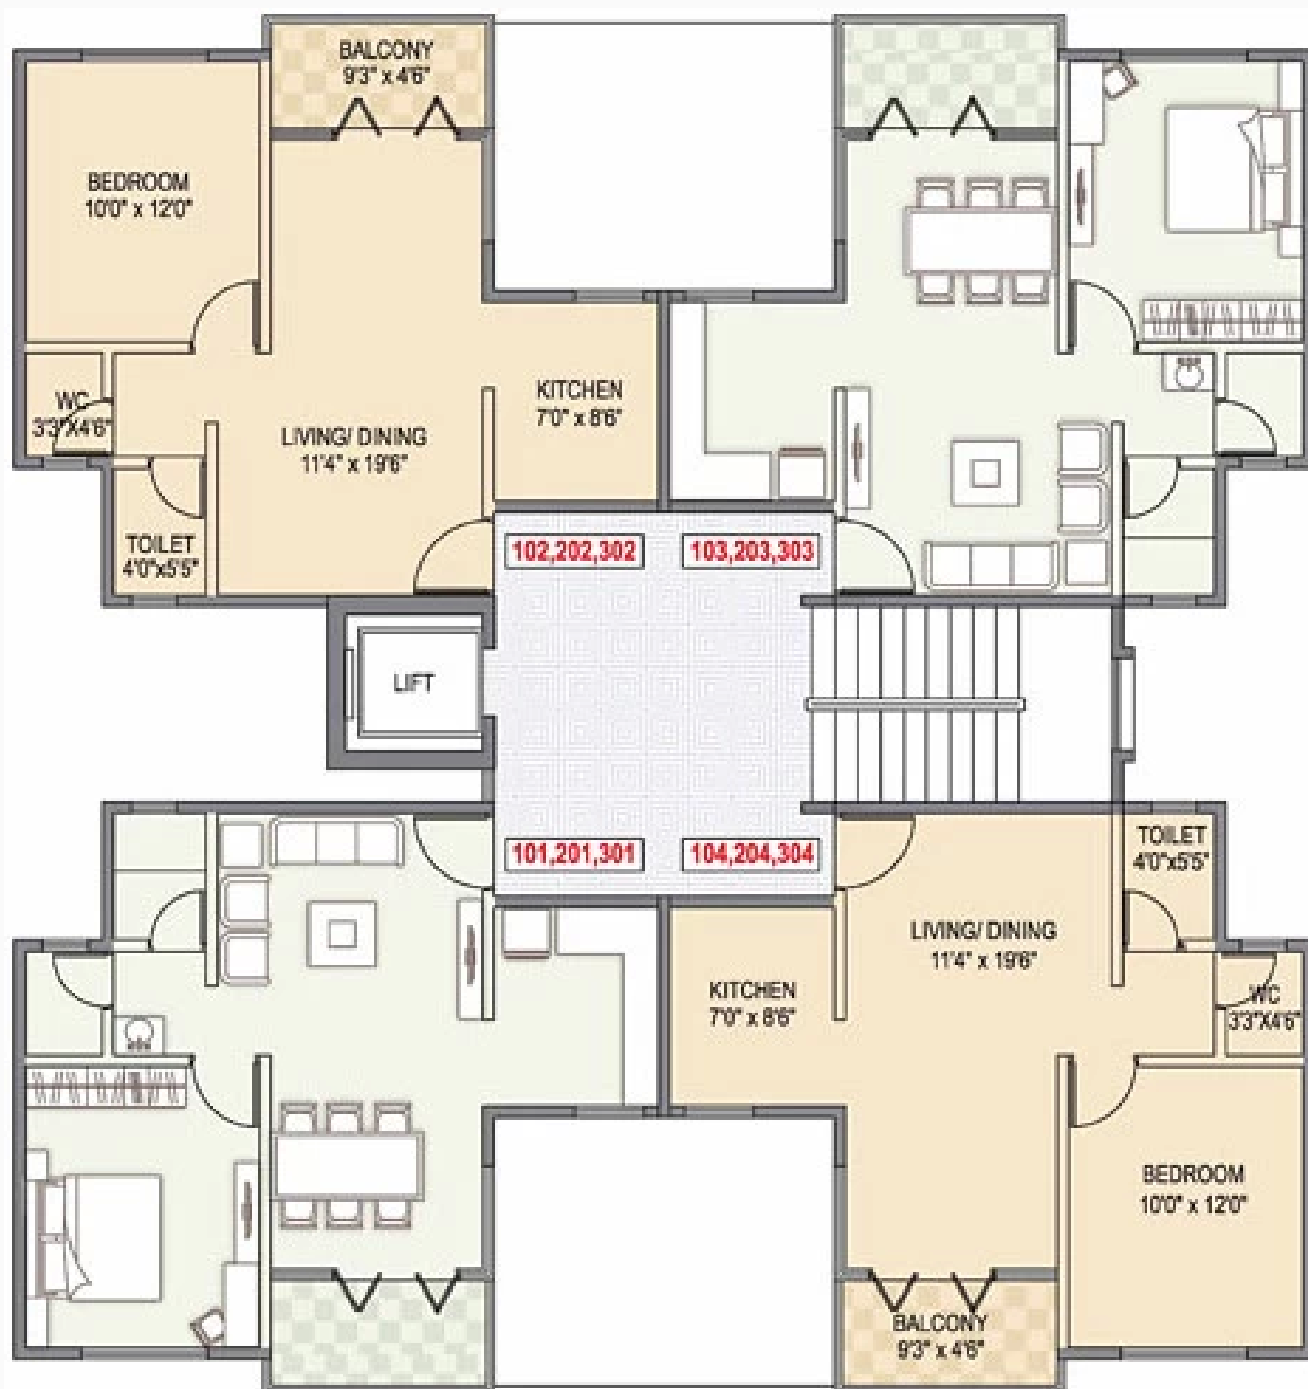 BALCONY
9'3" x 4'6"
BEDROOM
10'0" x 12'0"
WC
3'3"X4'6"
KITCHEN
7'0" x 8'6"
LIVING/ DINING
11'4" x 19'6"
TOILET
4'0"x5'5"
102,202,302
103,203,303
LIFT
101,201,301
104,204,304
TOILET
4'0"x5'5"
LIVING/ DINING
11'4" x 19'6"
KITCHEN
7'0" x 8'6"
WC
3'3"X4'6"
BEDROOM
10'0" x 12'0"
BALCONY
9'3" x 4'6"